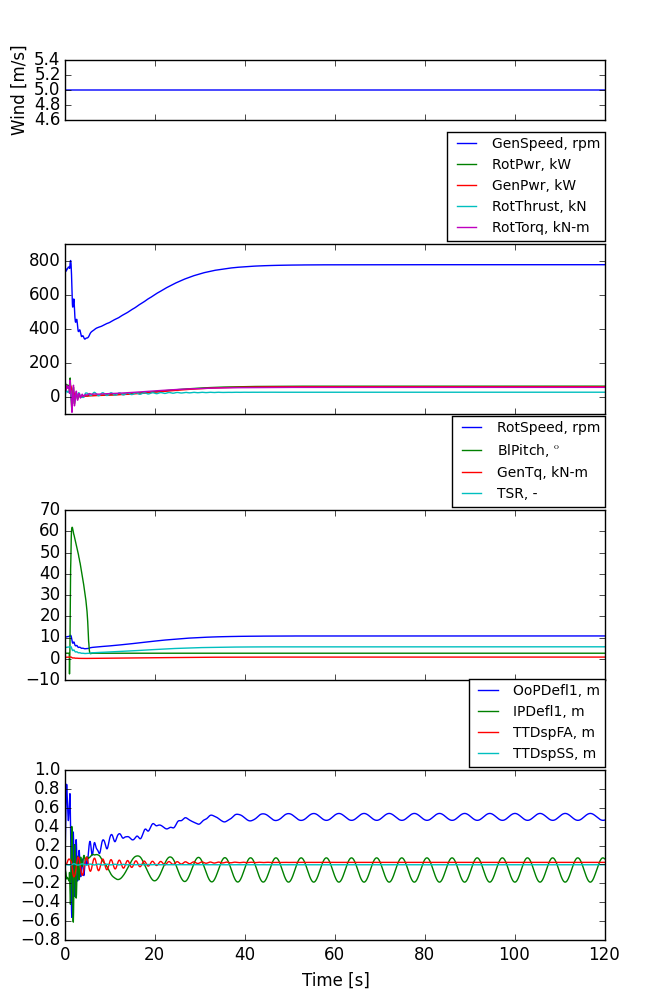 Wind [m/s]
5.4
5.2
5.0
4.8
4.6
GenSpeed, rpm
RotPwr, kW
GenPwr, kW
RotThrust, kN
RotTorq, kN-m
800
600
400
200
0
RotSpeed, rpm
BlPitch, °
GenTq, kN-m
TSR, -
70
60
50
40
30
20
10
0
−10
OoPDefl1, m
IPDefl1, m
TTDspFA, m
TTDspSS, m
1.0
0.8
0.6
0.4
0.2
0.0
−0.2
−0.4
−0.6
−0.8
0 20 40 60 80 100 120
Time [s]